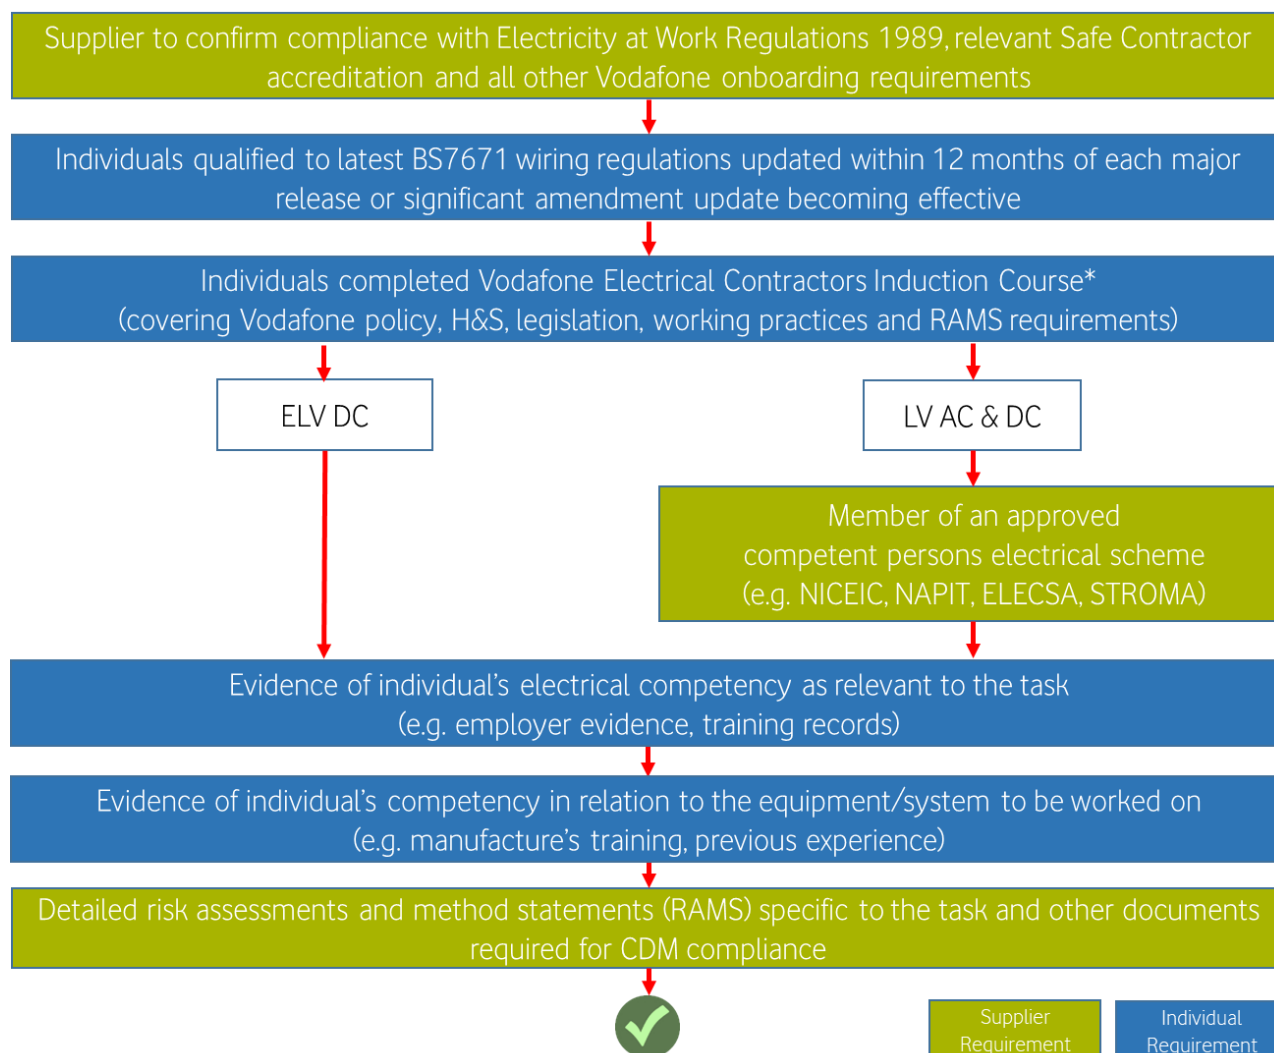 Supplier to confirm compliance with Electricity at Work Regulations 1989, relevant Safe Contractor
accreditation and all other Vodafone onboarding requirements
Individuals qualified to latest BS7671 wiring regulations updated within 12 months of each major
release or significant amendment update becoming effective
Individuals completed Vodafone Electrical Contractors Induction Course*
(covering Vodafone policy, H&S, legislation, working practices and RAMS requirements)
ELV DC
LV AC & DC
Member of an approved
competent persons electrical scheme
(e.g. NICEIC, NAPIT, ELECSA, STROMA)
Evidence of individual's electrical competency as relevant to the task
(e.g. employer evidence, training records)
Evidence of individual's competency in relation to the equipment/system to be worked on
(e.g. manufacture's training, previous experience)
Detailed risk assessments and method statements (RAMS) specific to the task and other documents
required for CDM compliance
Supplier
Requirement
Individual
Requirement